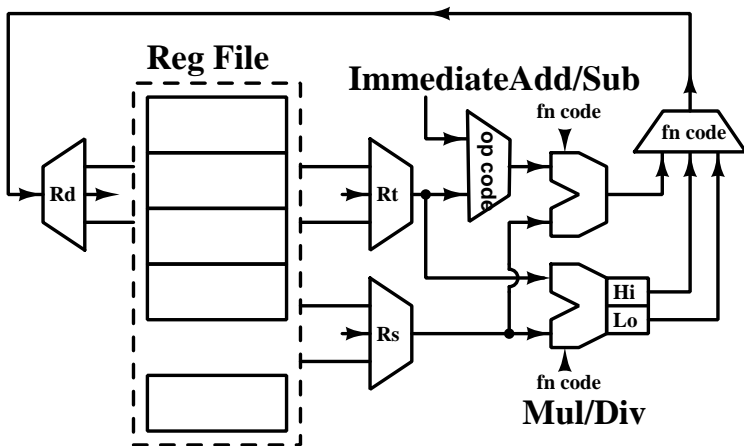 Reg File
ImmediateAdd/Sub
fn code
op code
fn code
Rd
Rt
Hi
Lo
Rs
fn code
Mul/Div